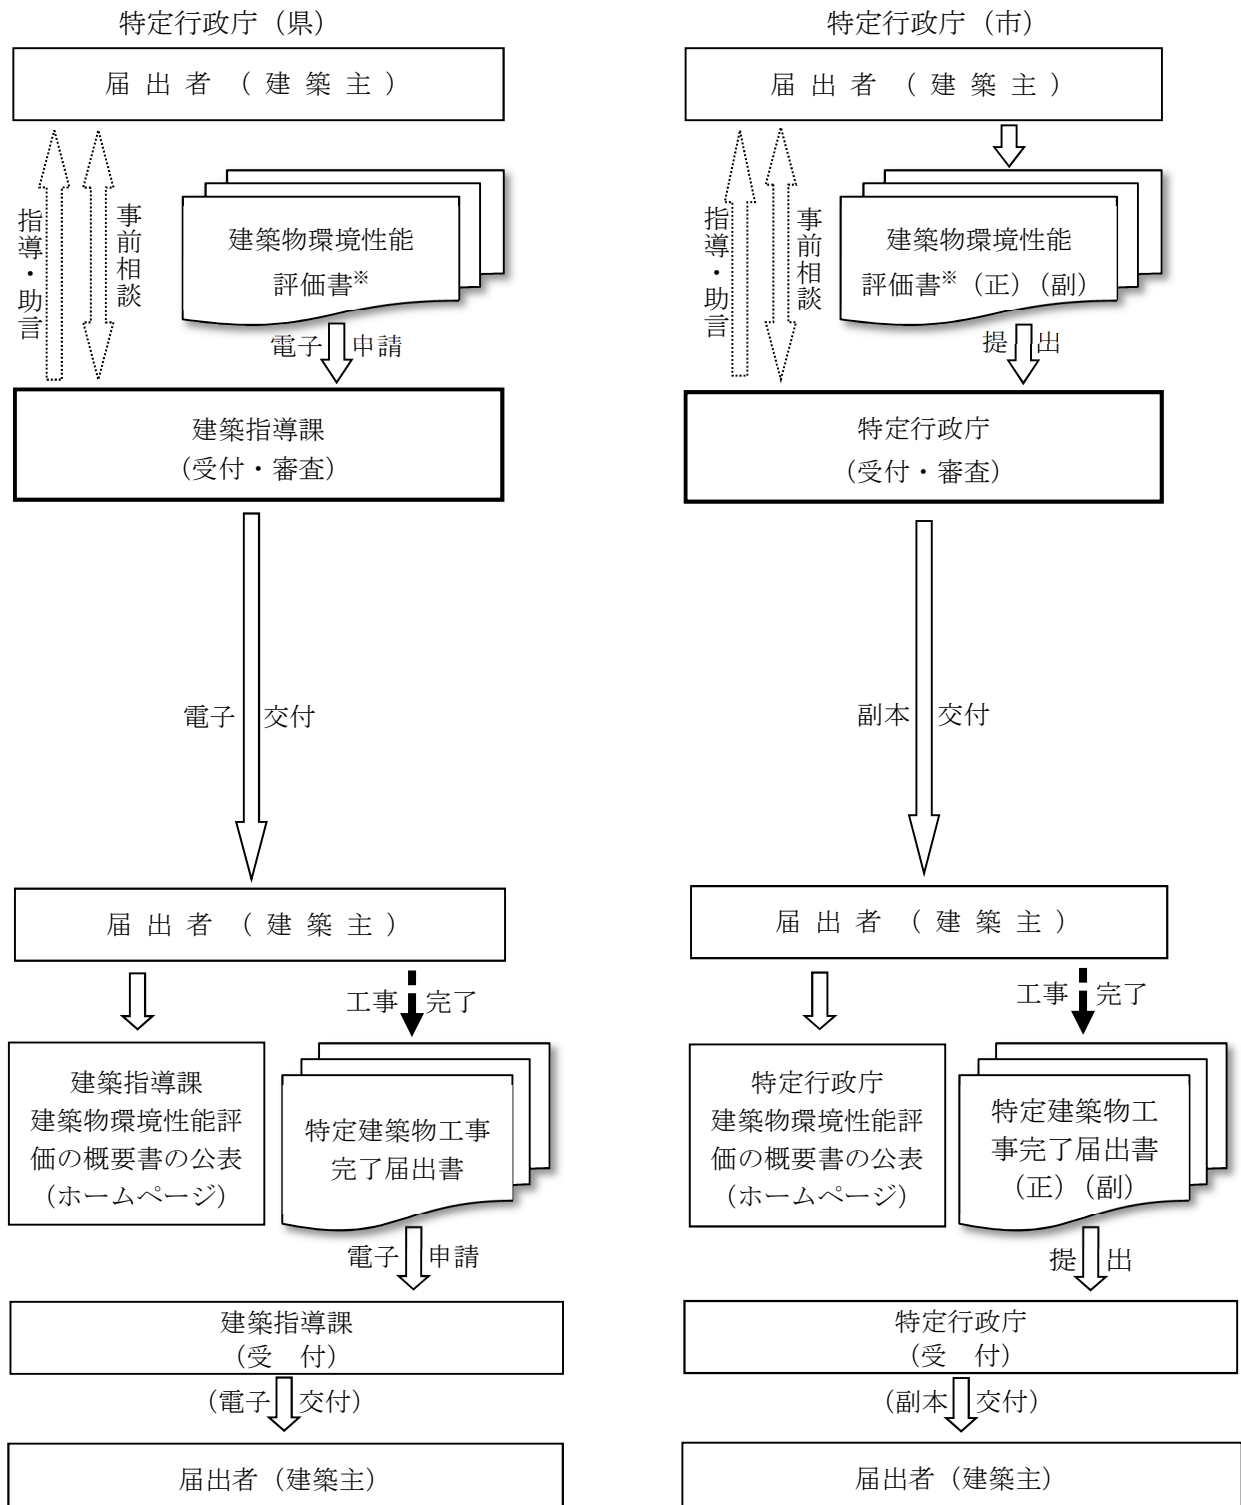 特定行政庁（県）
届 出 者 （ 建 築 主 ）
指導・助言
事前相談
建築物環境性能
評価書※
電子 申請
建築指導課
（受付・審査）
電子 交付
届 出 者 （ 建 築 主 ）
工事 完了
建築指導課
建築物環境性能評
価の概要書の公表
（ホームページ）
特定建築物工事
完了届出書
電子 申請
建築指導課
（受　付）
（電子 交付）
届出者（建築主）
特定行政庁（市）
届 出 者 （ 建 築 主 ）
指導・助言
事前相談
建築物環境性能
評価書※（正）（副）
提 出
特定行政庁
（受付・審査）
副本 交付
届 出 者 （ 建 築 主 ）
工事 完了
特定行政庁
建築物環境性能評
価の概要書の公表
（ホームページ）
特定建築物工
事完了届出書
（正）（副）
提 出
特定行政庁
（受　付）
（副本 交付）
届出者（建築主）